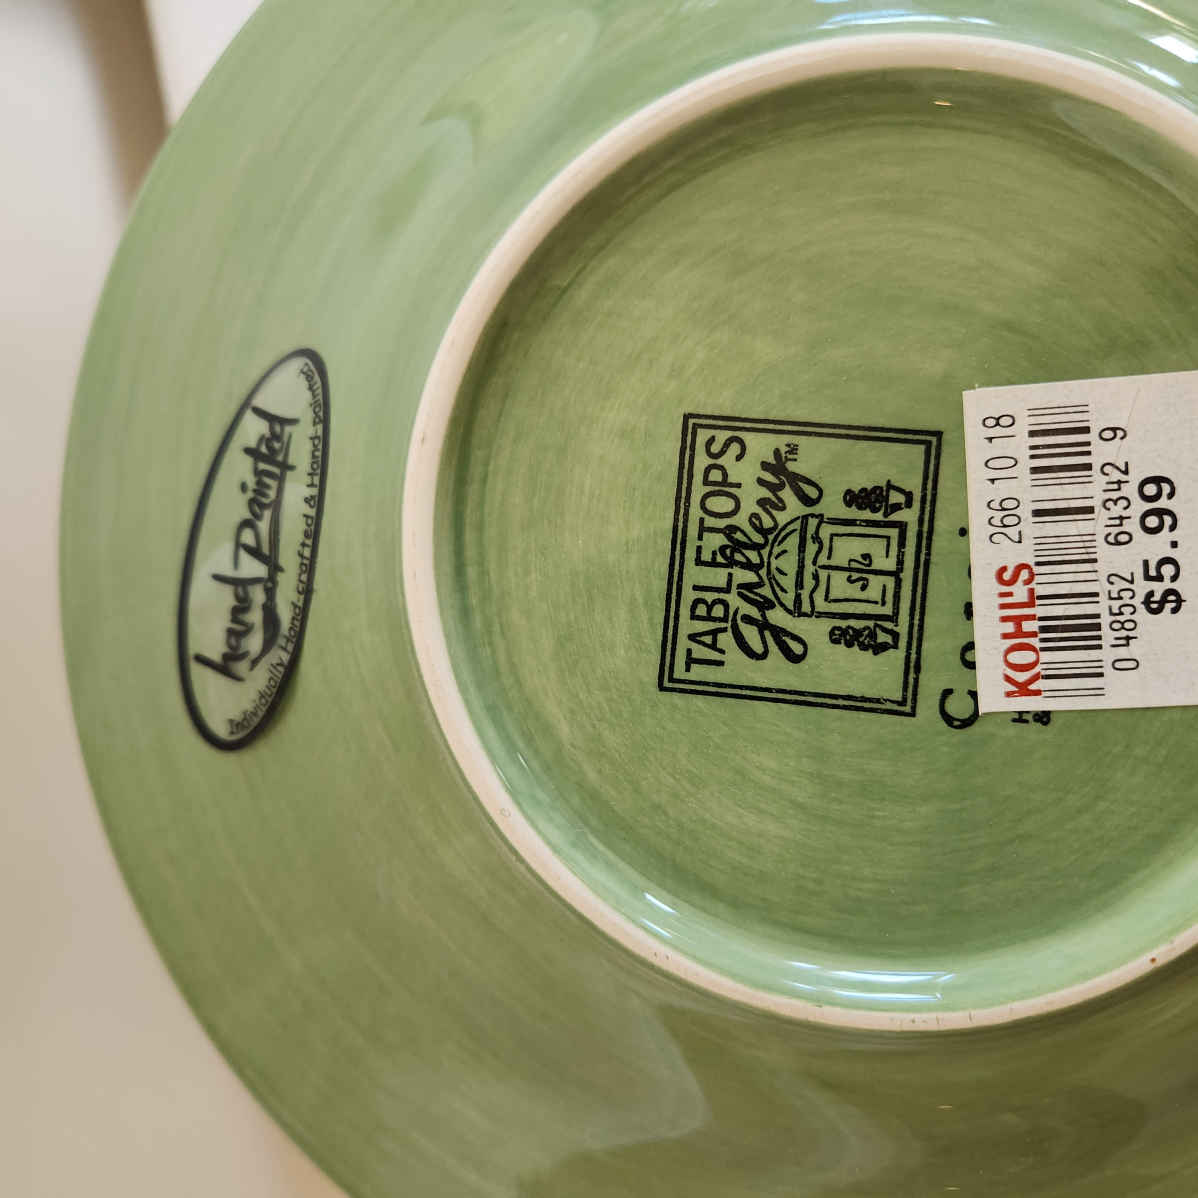 hand Painted
Individually Hand-crafted & Hand-painted
TABLETOPS
Gallery™
C
H
&
KOHL'S 266 10 18
0 48552 64342 9
$5.99